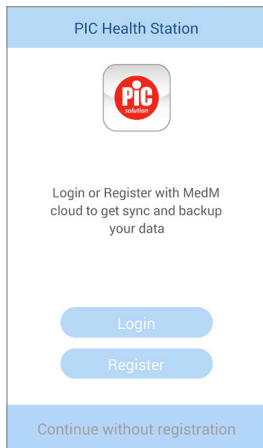 PIC Health Station
PiC
solution
Login or Register with MedM
cloud to get sync and backup
your data
Login
Register
Continue without registration